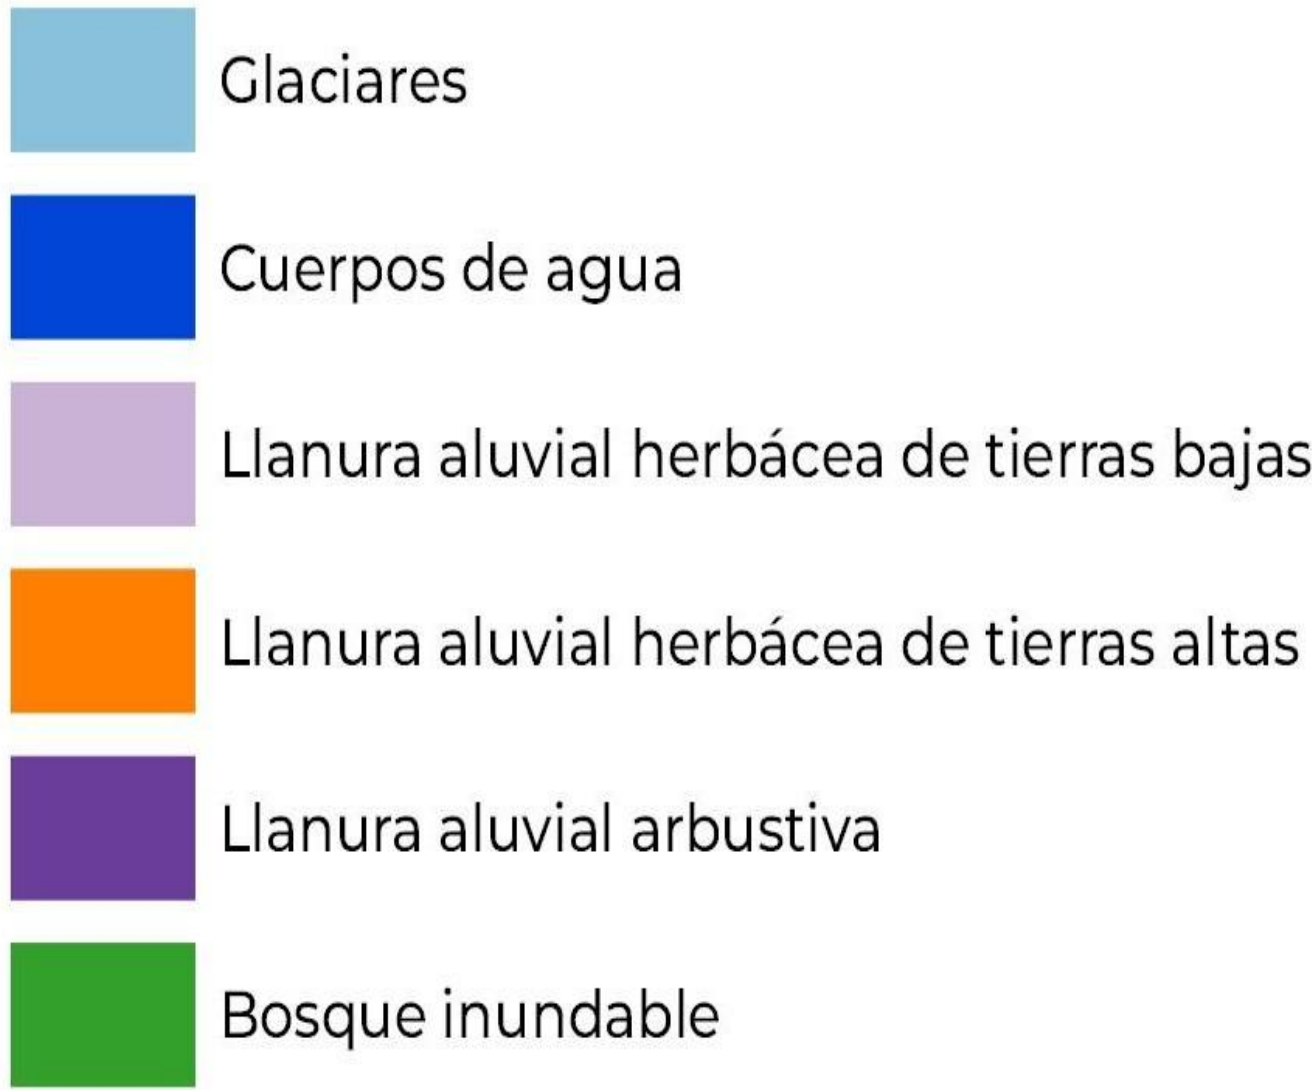 Glaciares
Cuerpos de agua
Llanura aluvial herbácea de tierras bajas
Llanura aluvial herbácea de tierras altas
Llanura aluvial arbustiva
Bosque inundable